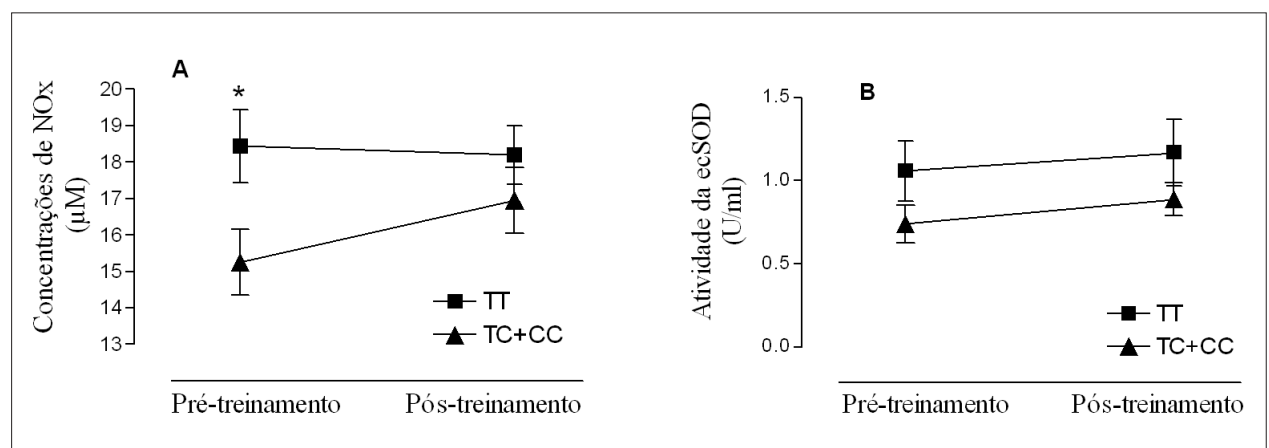 A
*
Concentrações de NOx
(µM)
20
19
18
17
16
15
14
13
TT
TC+CC
Pré-treinamento
Pós-treinamento
B
Atividade da ecSOD
(U/ml)
1.5
1.0
0.5
0.0
TT
TC+CC
Pré-treinamento
Pós-treinamento